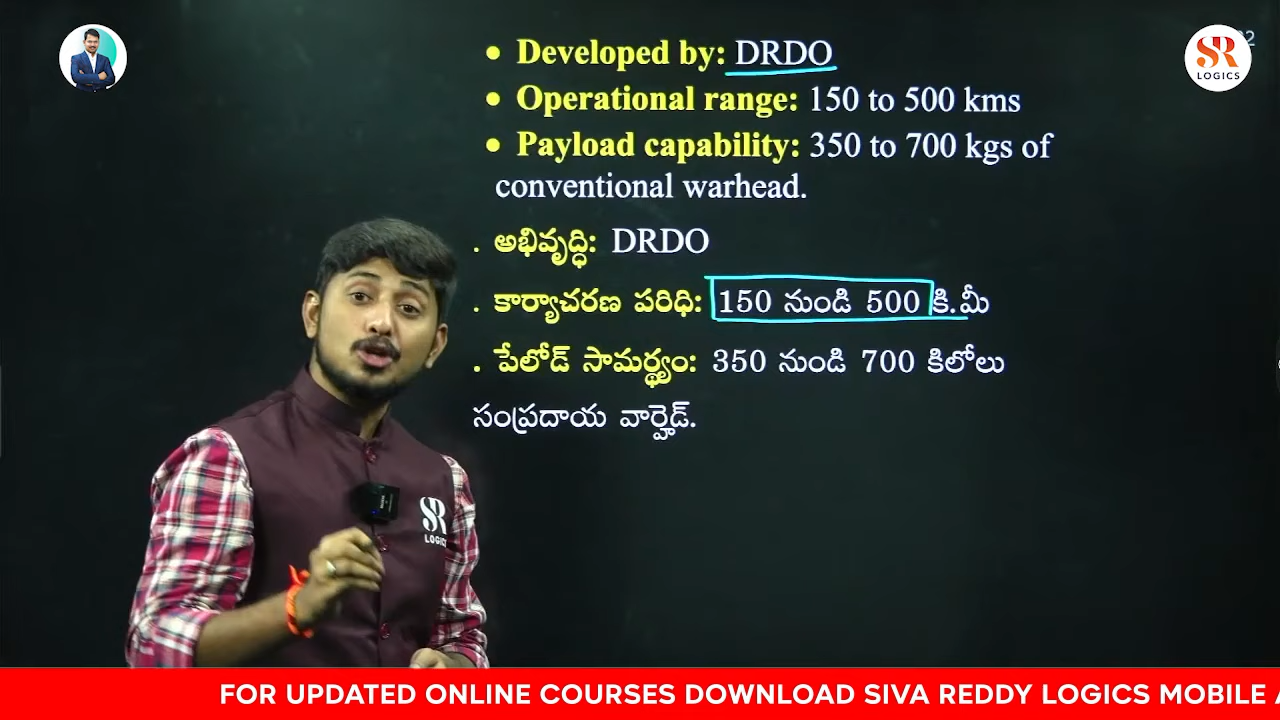 • Developed by: DRDO
• Operational range: 150 to 500 kms
• Payload capability: 350 to 700 kgs of
conventional warhead.
. అభివృద్ధి: DRDO
. కార్యాచరణ పరిధి: 150 నుండి 500 కి.మీ
. పేలోడ్ సామర్థ్యం: 350 నుండి 700 కిలోలు
సంప్రదాయ వార్హెడ్.
SR
LOGICS
SR
LOGICS
FOR UPDATED ONLINE COURSES DOWNLOAD SIVA REDDY LOGICS MOBILE